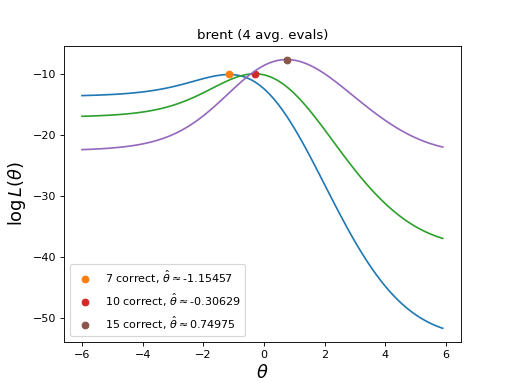 brent (4 avg. evals)
log L(θ)
−10
−20
−30
−40
−50
7 correct, θ̂ ≈ -1.15457
10 correct, θ̂ ≈ -0.30629
15 correct, θ̂ ≈ 0.74975
−6 −4 −2 0 2 4 6
θ